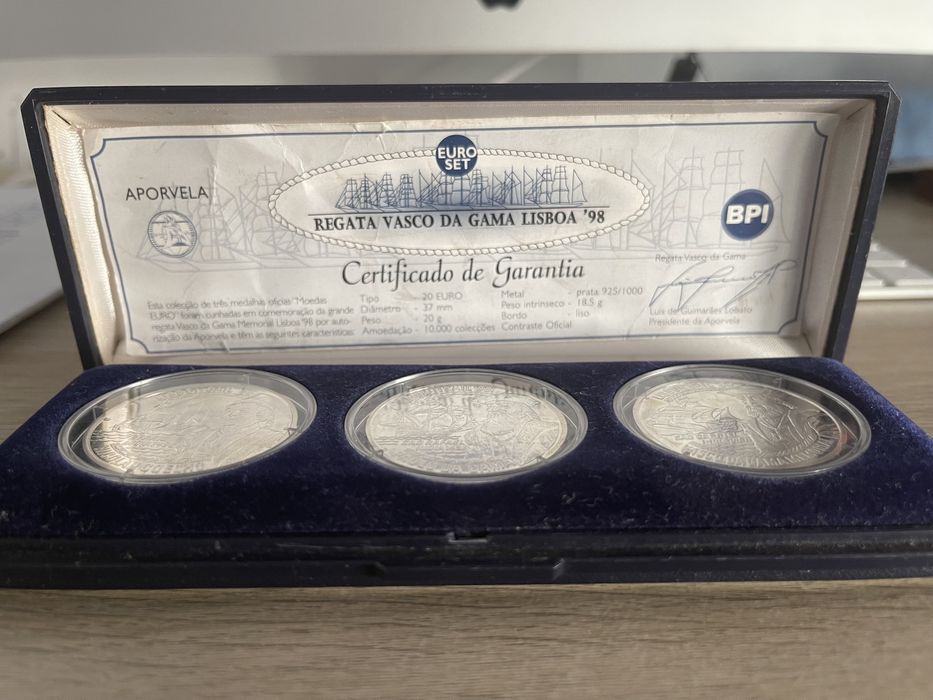 EURO
SET
APORVELA
REGATA VASCO DA GAMA LISBOA '98
BPI
Certificado de Garantia
Esta colecção de três medalhas oficias "Moedas
EURO" foram cunhadas em comemoração da grande
regata Vasco da Gama Memorial Lisboa '98 por auto-
rização da Aporvela e têm as seguintes características:
Tipo - 20 EURO
Diâmetro - 37 mm
Peso - 20 g
Amoedação - 10.000 colecções
Metal - prata 925/1000
Peso intrínseco - 18.5 g
Bordo - liso
Contraste Oficial
Regata Vasco da Gama
Luis de Guimarães Lobato
Presidente da Aporvela